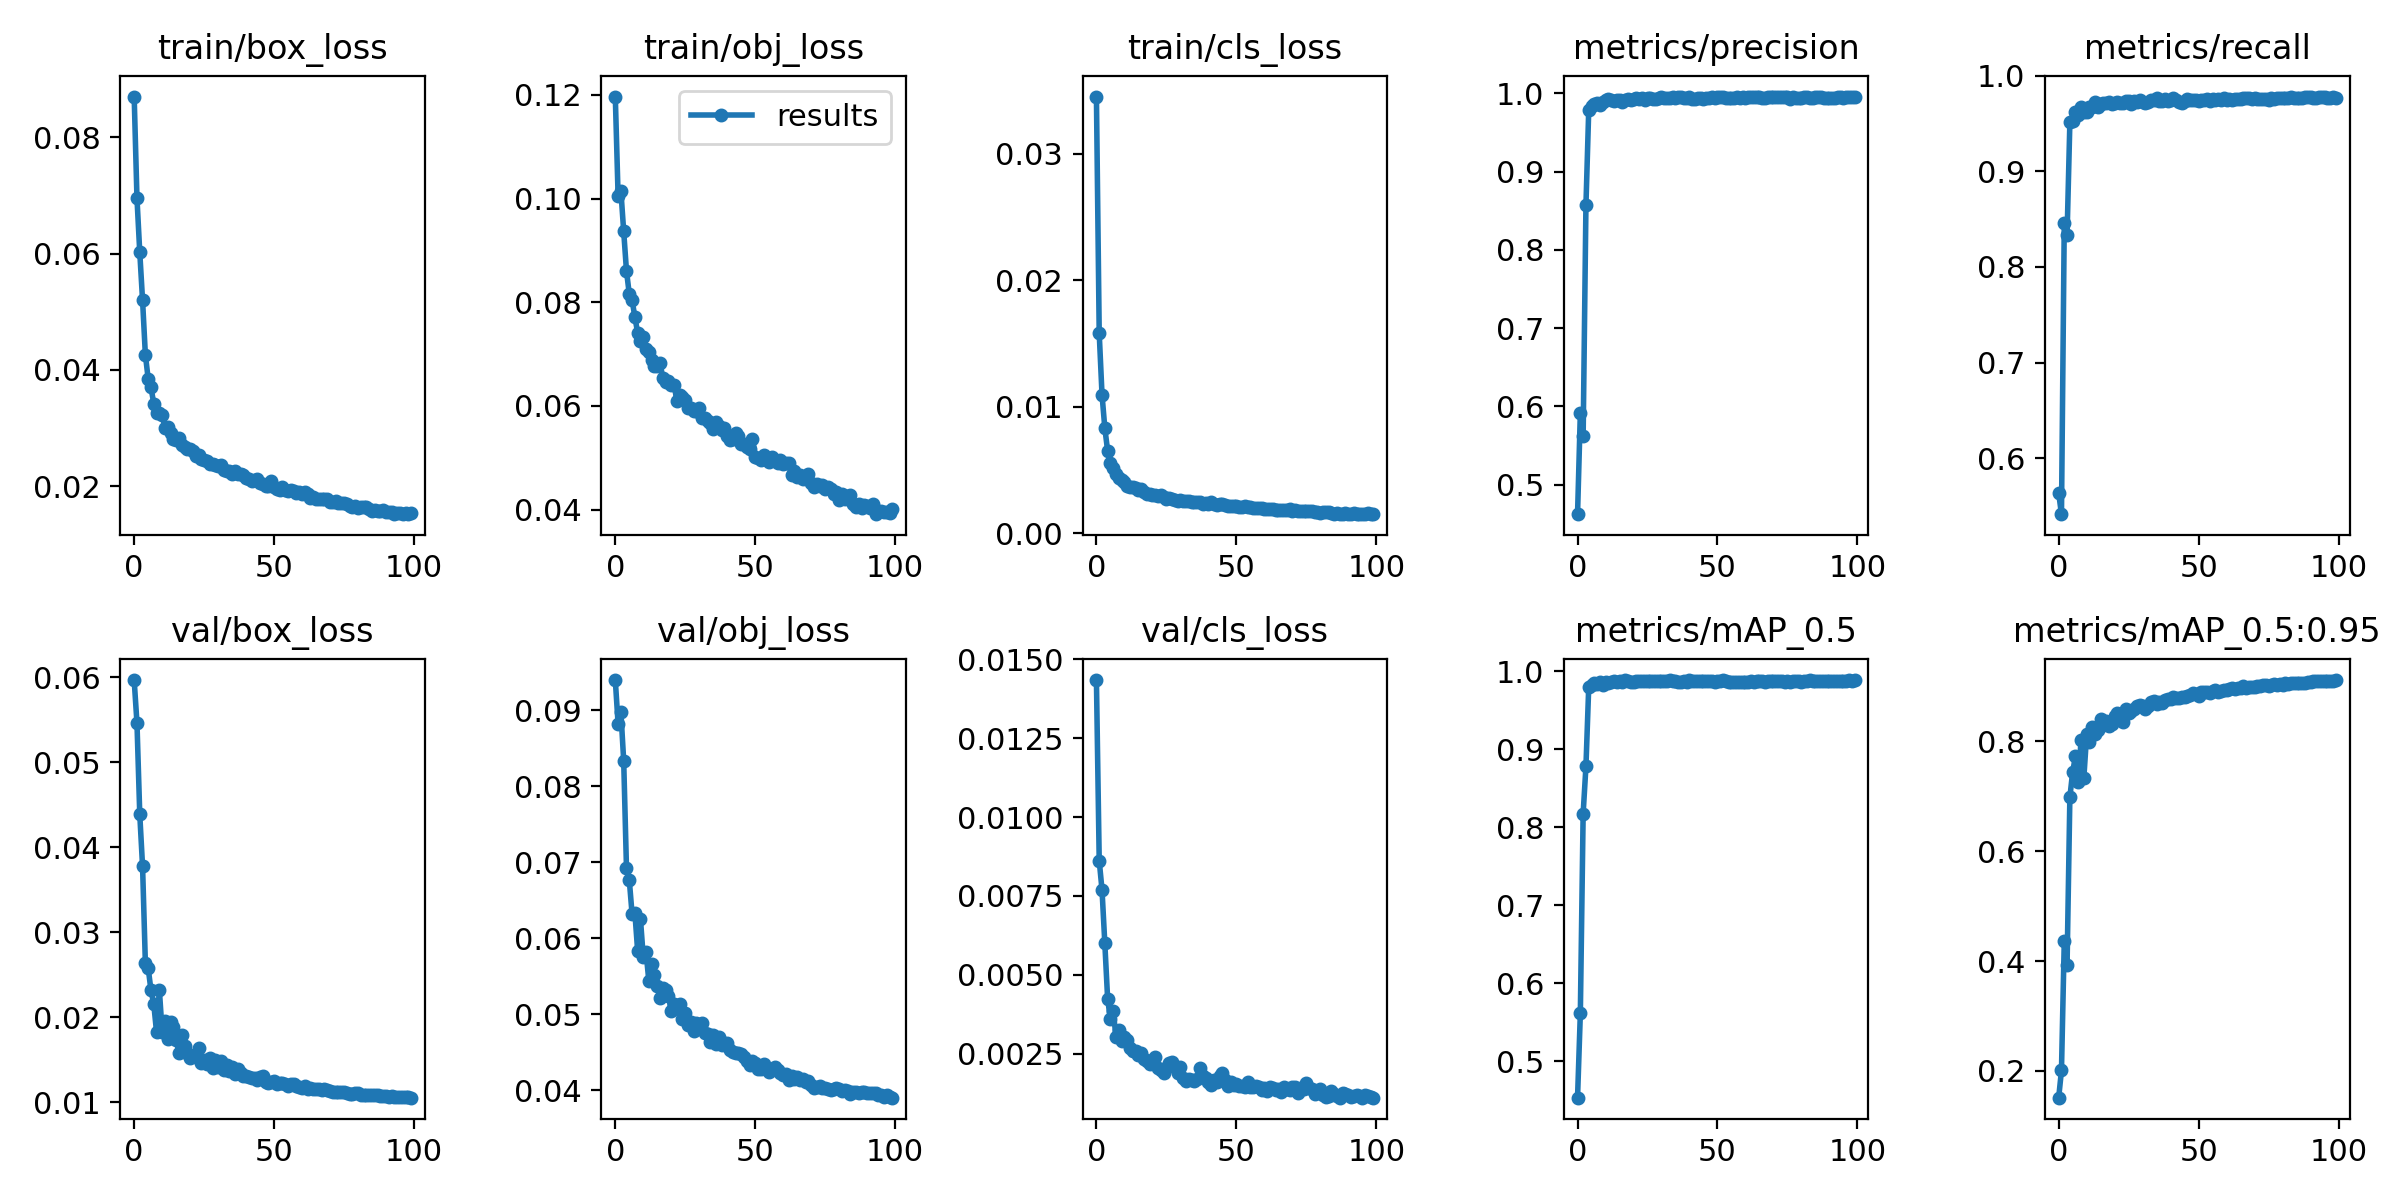 train/box_loss
0.08
0.06
0.04
0.02
0 50 100
train/obj_loss
results
0.12
0.10
0.08
0.06
0.04
0 50 100
train/cls_loss
0.03
0.02
0.01
0.00
0 50 100
metrics/precision
1.0
0.9
0.8
0.7
0.6
0.5
0 50 100
metrics/recall
1.0
0.9
0.8
0.7
0.6
0 50 100
val/box_loss
0.06
0.05
0.04
0.03
0.02
0.01
0 50 100
val/obj_loss
0.09
0.08
0.07
0.06
0.05
0.04
0 50 100
val/cls_loss
0.0150
0.0125
0.0100
0.0075
0.0050
0.0025
0 50 100
metrics/mAP_0.5
1.0
0.9
0.8
0.7
0.6
0.5
0 50 100
metrics/mAP_0.5:0.95
0.8
0.6
0.4
0.2
0 50 100